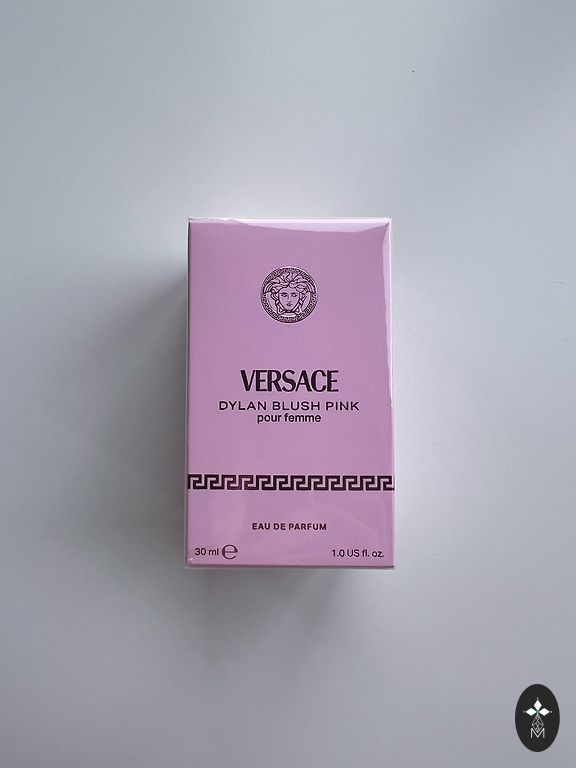 VERSACE
DYLAN BLUSH PINK
pour femme
EAU DE PARFUM
30 ml ℮ 1.0 US fl. oz.
M